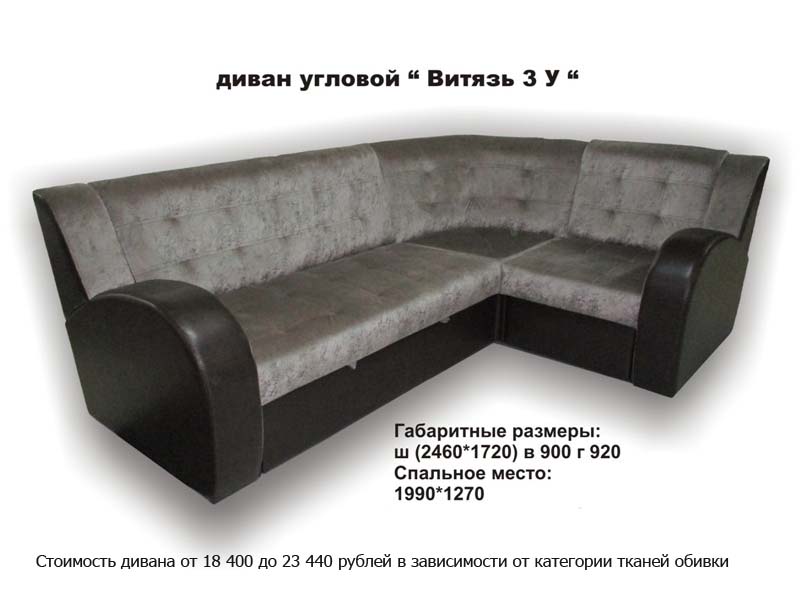 диван угловой “ Витязь 3 У “
Габаритные размеры:
ш (2460*1720) в 900 г 920
Спальное место:
1990*1270
Стоимость дивана от 18 400 до 23 440 рублей в зависимости от категории тканей обивки